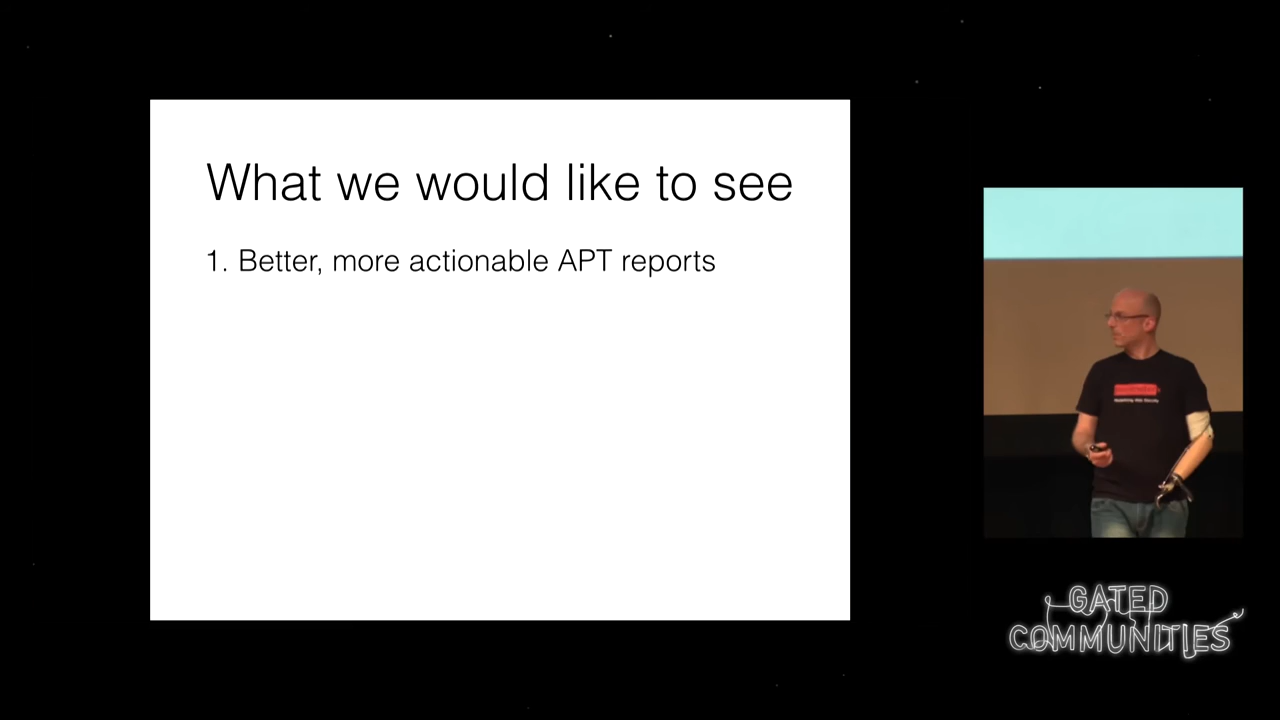 What we would like to see
1. Better, more actionable APT reports
GATED
COMMUNITIES